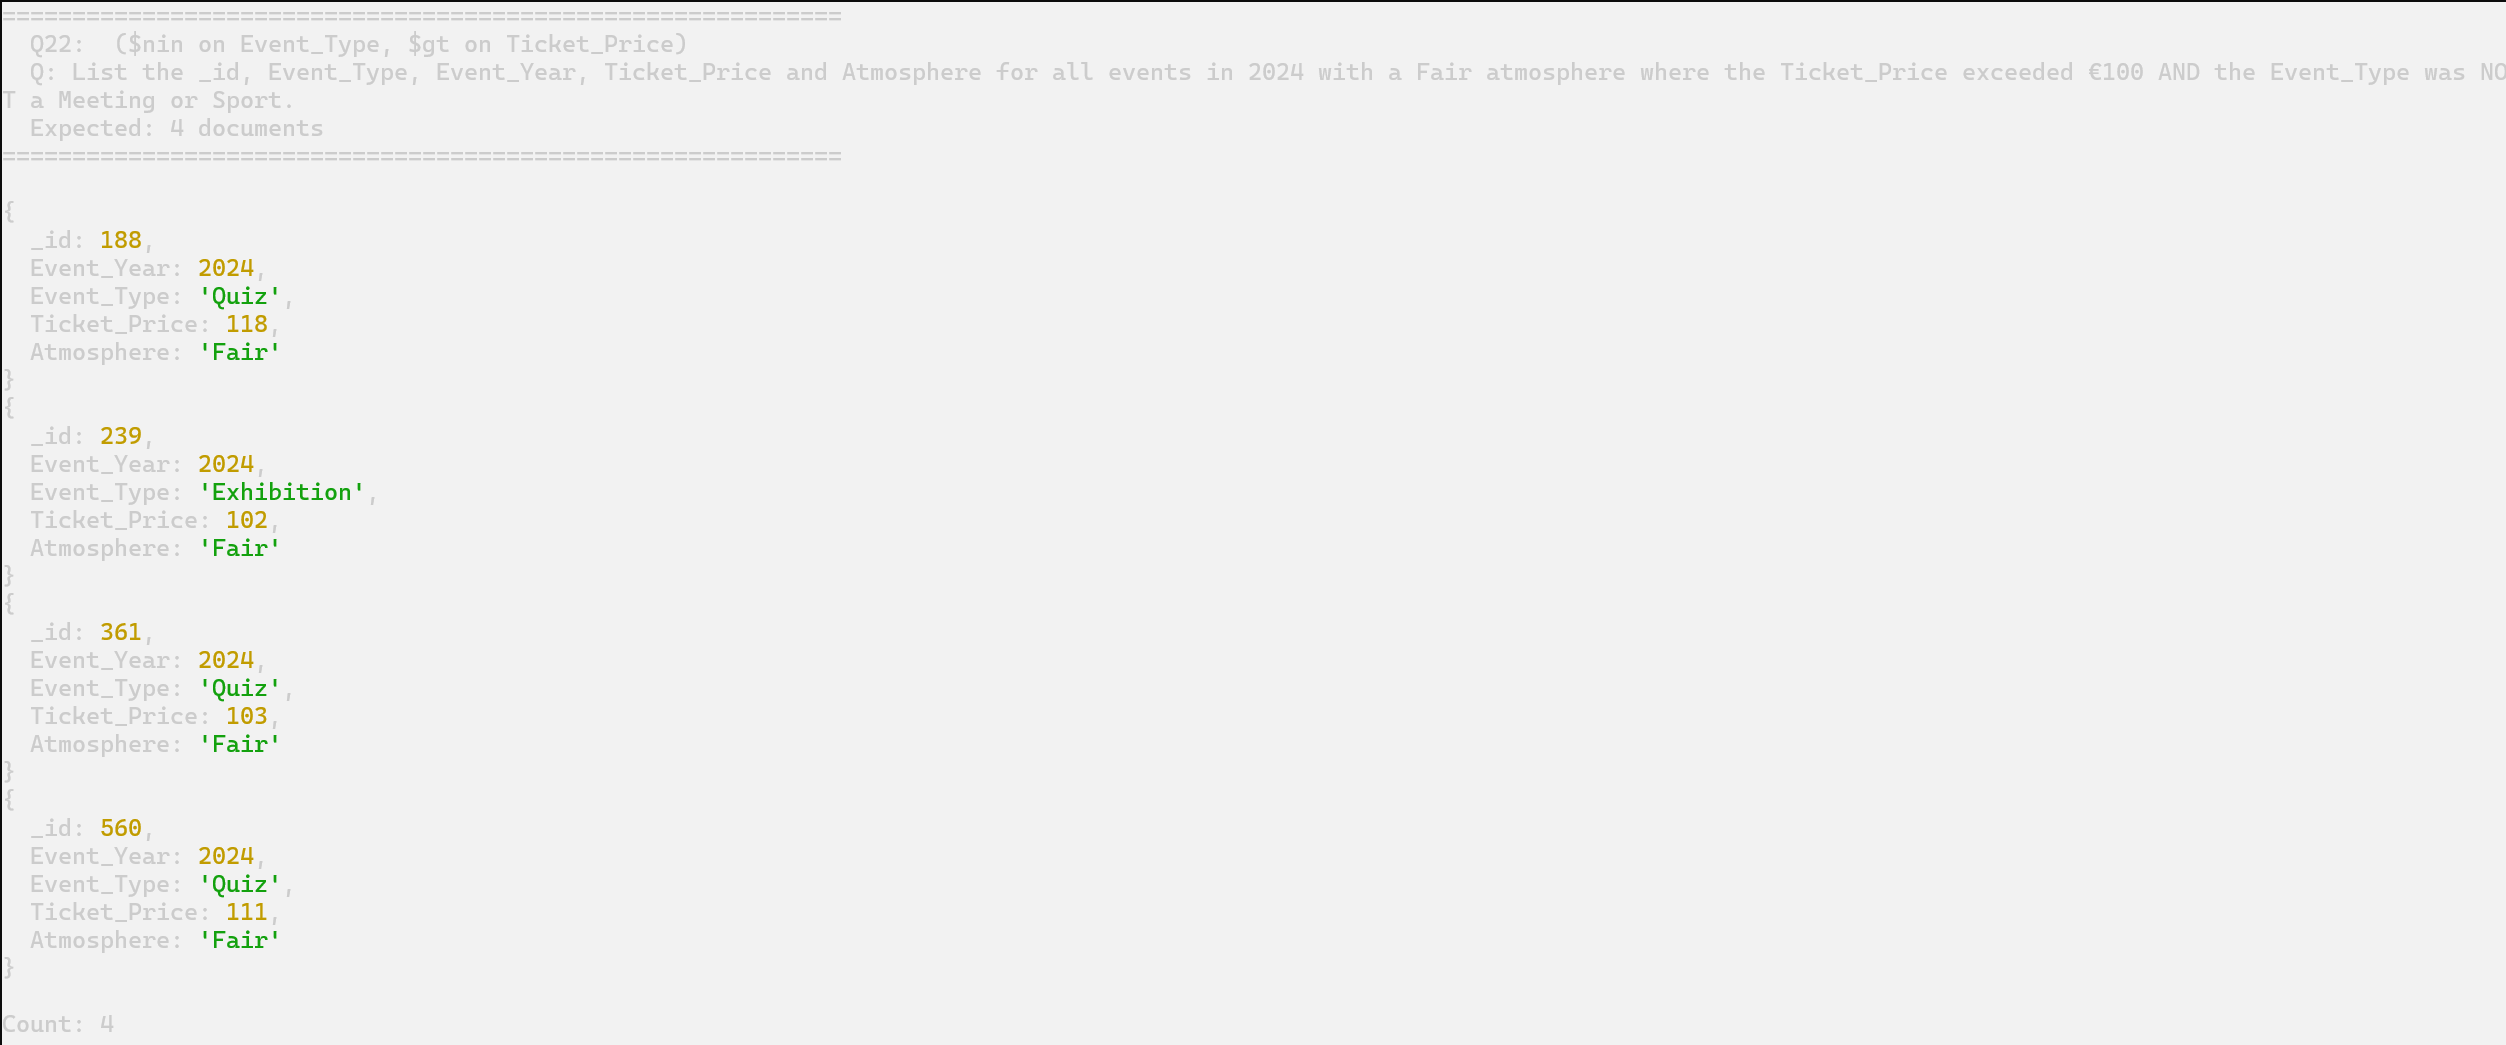 ============================================================
Q22:  ($nin on Event_Type, $gt on Ticket_Price)
Q: List the _id, Event_Type, Event_Year, Ticket_Price and Atmosphere for all events in 2024 with a Fair atmosphere where the Ticket_Price exceeded €100 AND the Event_Type was NO
T a Meeting or Sport.
Expected: 4 documents
============================================================
{
_id: 188,
Event_Year: 2024,
Event_Type: 'Quiz',
Ticket_Price: 118,
Atmosphere: 'Fair'
}
{
_id: 239,
Event_Year: 2024,
Event_Type: 'Exhibition',
Ticket_Price: 102,
Atmosphere: 'Fair'
}
{
_id: 361,
Event_Year: 2024,
Event_Type: 'Quiz',
Ticket_Price: 103,
Atmosphere: 'Fair'
}
{
_id: 560,
Event_Year: 2024,
Event_Type: 'Quiz',
Ticket_Price: 111,
Atmosphere: 'Fair'
}
Count: 4